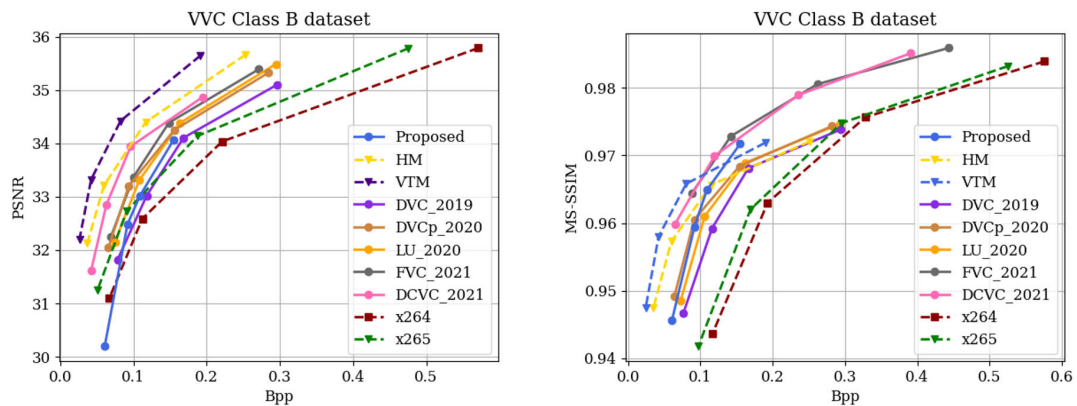 VVC Class B dataset
36
35
34
33
32
31
30
PSNR
0.0
0.1
0.2
0.3
0.4
0.5
Bpp
Proposed
HM
VTM
DVC_2019
DVCp_2020
LU_2020
FVC_2021
DCVC_2021
x264
x265
VVC Class B dataset
0.98
0.97
0.96
0.95
0.94
MS-SSIM
0.0
0.1
0.2
0.3
0.4
0.5
0.6
Bpp
Proposed
HM
VTM
DVC_2019
DVCp_2020
LU_2020
FVC_2021
DCVC_2021
x264
x265